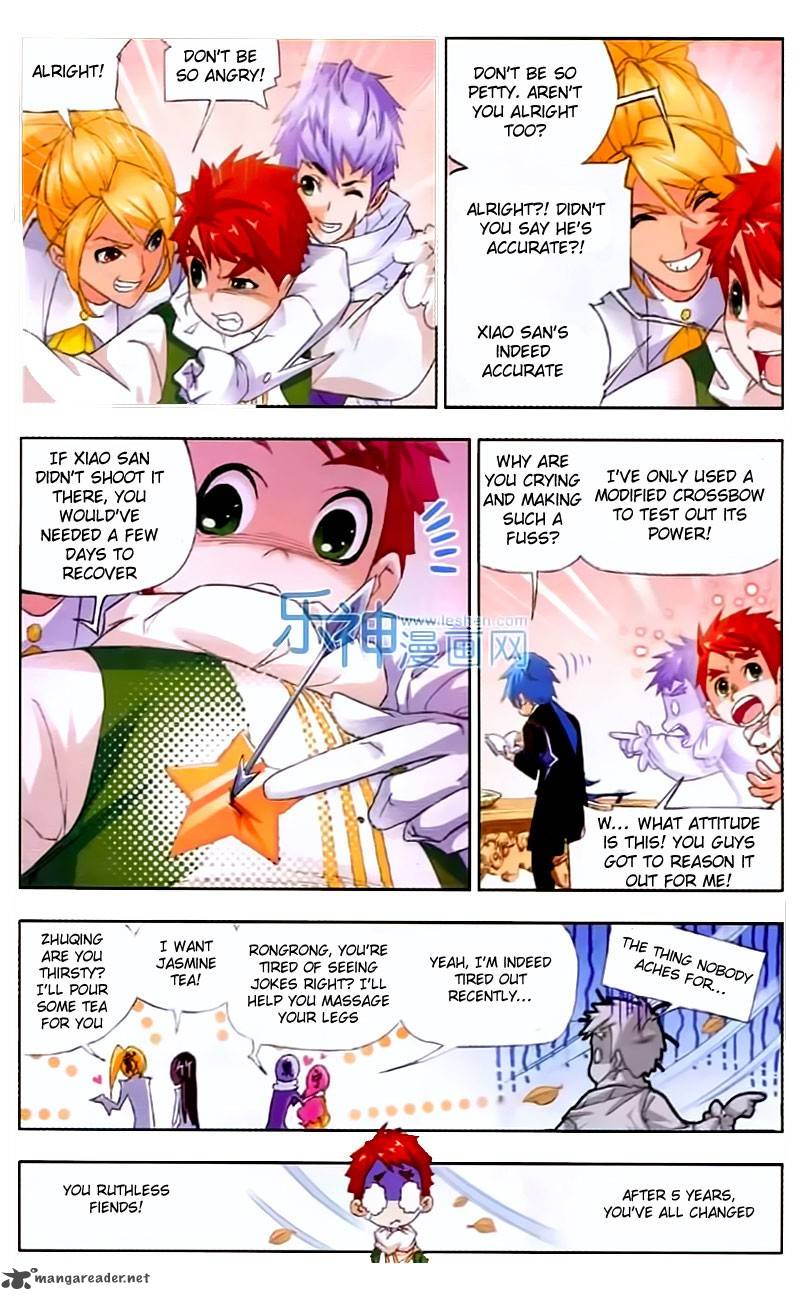 ALRIGHT!
DON'T BE
SO ANGRY!
DON'T BE SO
PETTY. AREN'T
YOU ALRIGHT
TOO?
ALRIGHT?! DIDN'T
YOU SAY HE'S
ACCURATE?!
XIAO SAN'S
INDEED
ACCURATE
IF XIAO SAN
DIDN'T SHOOT IT
THERE, YOU
WOULD'VE
NEEDED A FEW
DAYS TO
RECOVER
乐神漫画网
www.leshen.com
WHY ARE
YOU CRYING
AND MAKING
SUCH A
FUSS?
I'VE ONLY USED A
MODIFIED CROSSBOW
TO TEST OUT ITS
POWER!
W... WHAT ATTITUDE
IS THIS! YOU GUYS
GOT TO REASON IT
OUT FOR ME!
ZHUQING
ARE YOU
THIRSTY?
I'LL POUR
SOME TEA
FOR YOU
I WANT
JASMINE
TEA!
RONGRONG, YOU'RE
TIRED OF SEEING
JOKES RIGHT? I'LL
HELP YOU MASSAGE
YOUR LEGS
YEAH, I'M INDEED
TIRED OUT
RECENTLY...
THE THING NOBODY
ACHES FOR...
YOU RUTHLESS
FIENDS!
AFTER 5 YEARS,
YOU'VE ALL CHANGED
mangareader.net